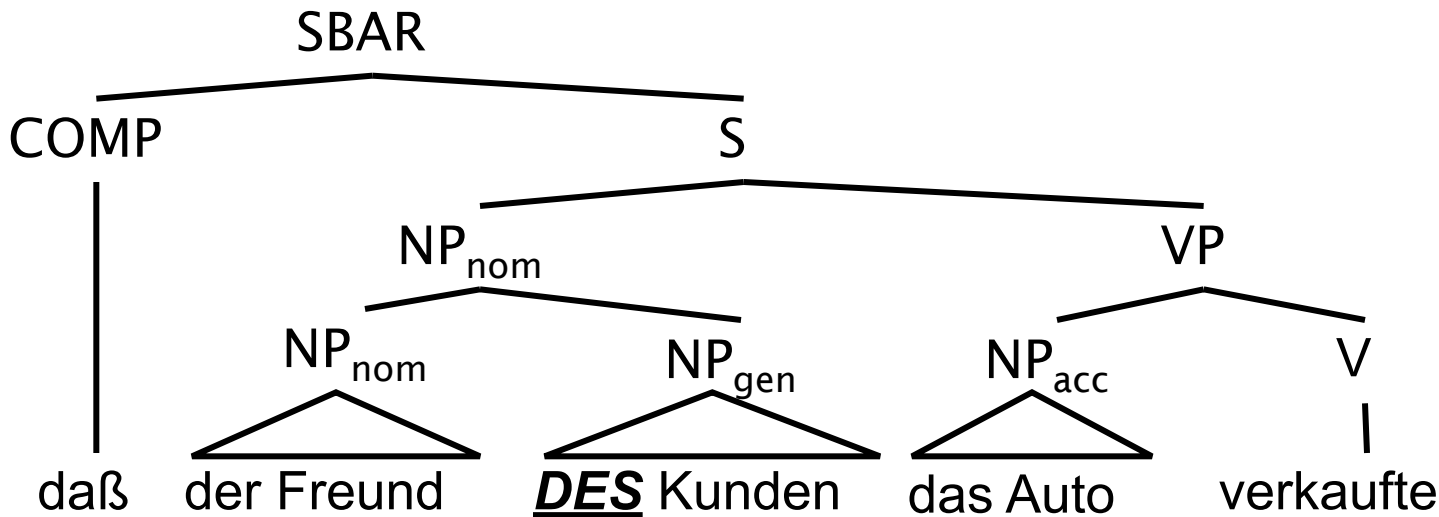 SBAR
COMP S
NPnom VP
NPnom NPgen NPacc V
daß der Freund DES Kunden das Auto verkaufte